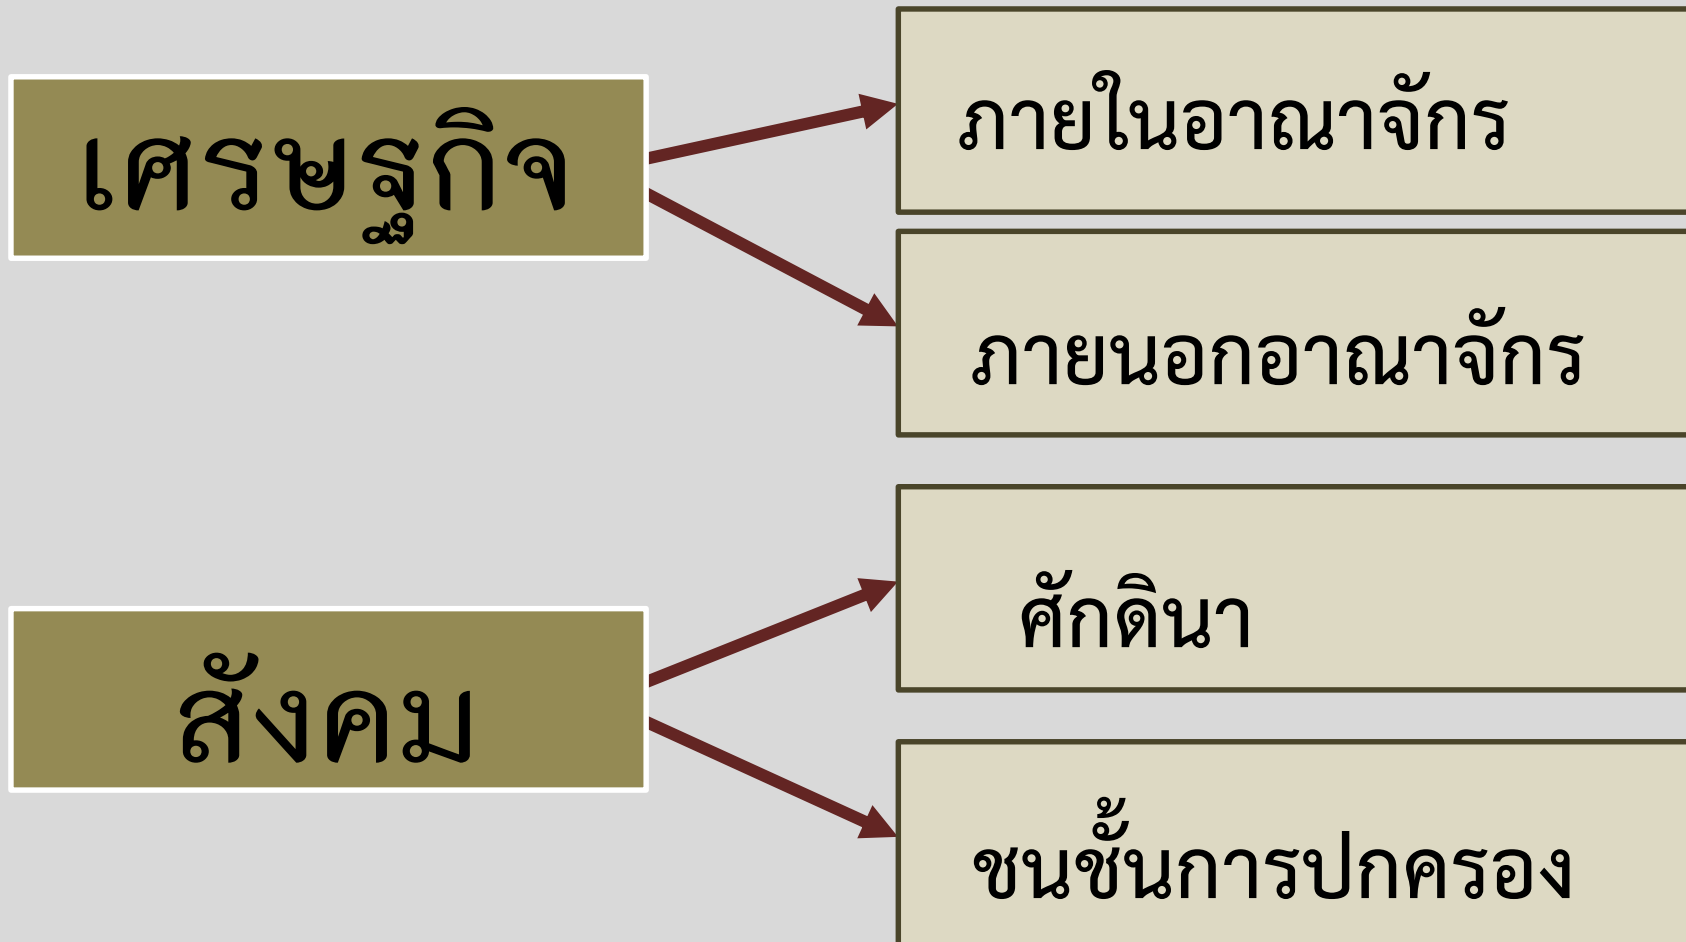 เศรษฐกิจ
ภายในอาณาจักร
ภายนอกอาณาจักร
สังคม
ศักดินา
ชนชั้นการปกครอง